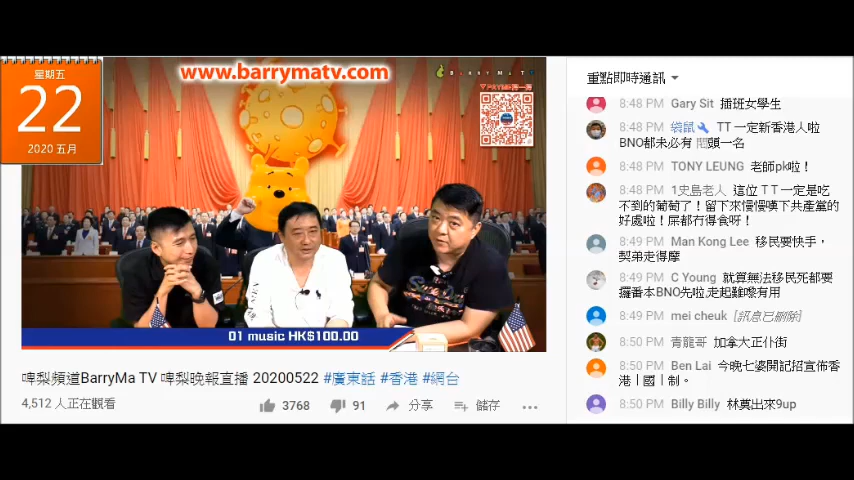 星期五
22
2020 五月
www.barrymatv.com
BARRYMATV
01 music HK$100.00
啤梨頻道BarryMa TV 啤梨晚報直播 20200522 #廣東話 #香港 #網台
4,512 人正在觀看
3768
91
分享
儲存
重點即時通訊
8:48 PM Gary Sit 插班女學生
8:48 PM 袋鼠 TT 一定新香港人啦
BNO都未必有 頭一名
8:48 PM TONY LEUNG 老師pk啦！
8:48 PM 1史島老人 這位ＴＴ一定是吃
不到的葡萄了！留下來慢慢嘆下共產黨的
好處啦！屎都冇得食呀！
8:49 PM Man Kong Lee 移民要快手，
契弟走得摩
8:49 PM C Young 就算無法移民死都要
攞番本BNO先啦,走起難嚟有用
8:49 PM mei cheuk [訊息已刪除]
8:50 PM 青龍哥 加拿大正仆街
8:50 PM Ben Lai 今晚七婆開記招宣佈香
港｜國｜制。
8:50 PM Billy Billy 林鄭出來9up